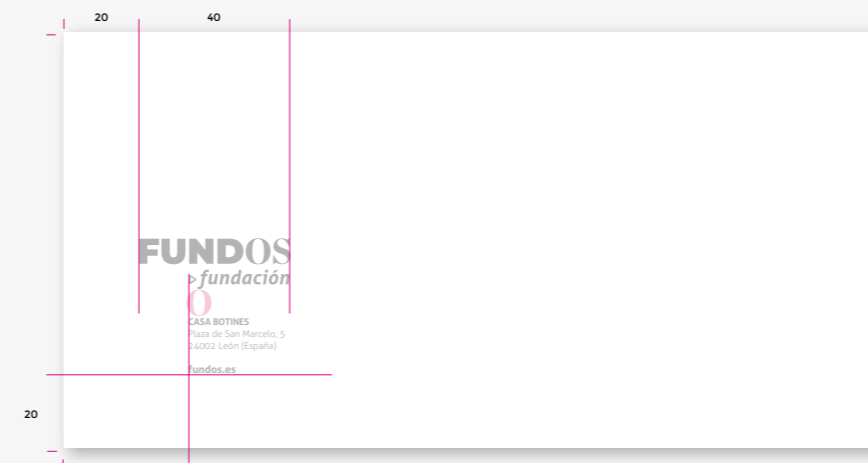 20 40
FUNDOS
fundación
O
CASA BOTINES
Plaza de San Marcelo, 5
24002 León (España)
fundos.es
20